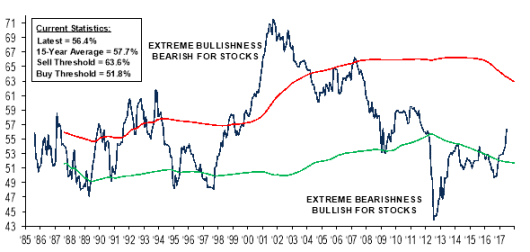 71
69
67
65
63
61
59
57
55
53
51
49
47
45
43
Current Statistics:
Latest = 56.4%
15-Year Average = 57.7%
Sell Threshold = 63.6%
Buy Threshold = 51.8%
EXTREME BULLISHNESS
BEARISH FOR STOCKS
EXTREME BEARISHNESS
BULLISH FOR STOCKS
'85 '86 '87 '88 '89 '90 '91 '92 '93 '94 '95 '96 '97 '98 '99 '00 '01 '02 '03 '04 '05 '06 '07 '08 '09 '10 '11 '12 '13 '14 '15 '16 '17